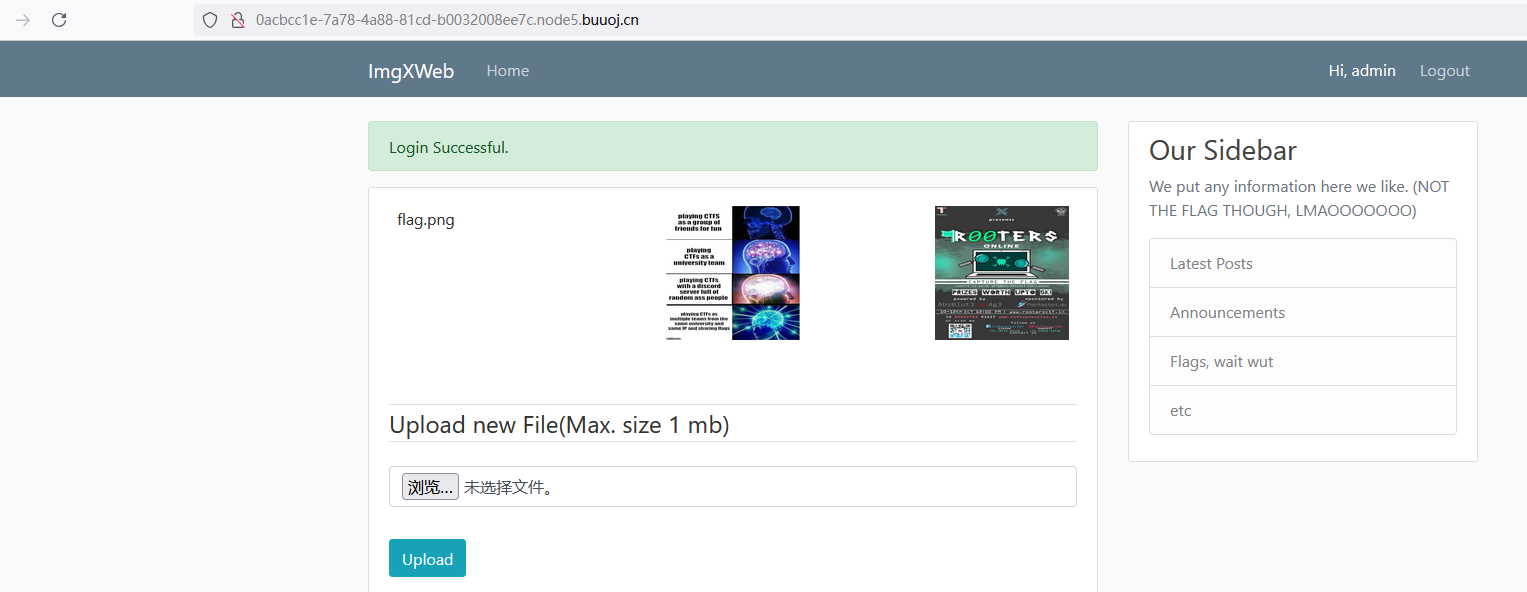 0acbcc1e-7a78-4a88-81cd-b0032008ee7c.node5.buuoj.cn
ImgXWeb Home Hi, admin Logout
Login Successful.
flag.png
playing CTFS
as a group of
friends for fun
playing
CTFs as a
university team
playing CTFs
with a discord
server full of
random ass people
playing CTFs as
multiple teams from the
same university and
same IP and sharing flags
presents
R00TERS
ONLINE
CAPTURE THE FLAG
PRIZES WORTH UPTO $K!
powered by sponsored by
Abs0lut3 4g3 PentesterLab
Upload new File(Max. size 1 mb)
浏览... 未选择文件。
Upload
Our Sidebar
We put any information here we like. (NOT
THE FLAG THOUGH, LMAOOOOOOO)
Latest Posts
Announcements
Flags, wait wut
etc